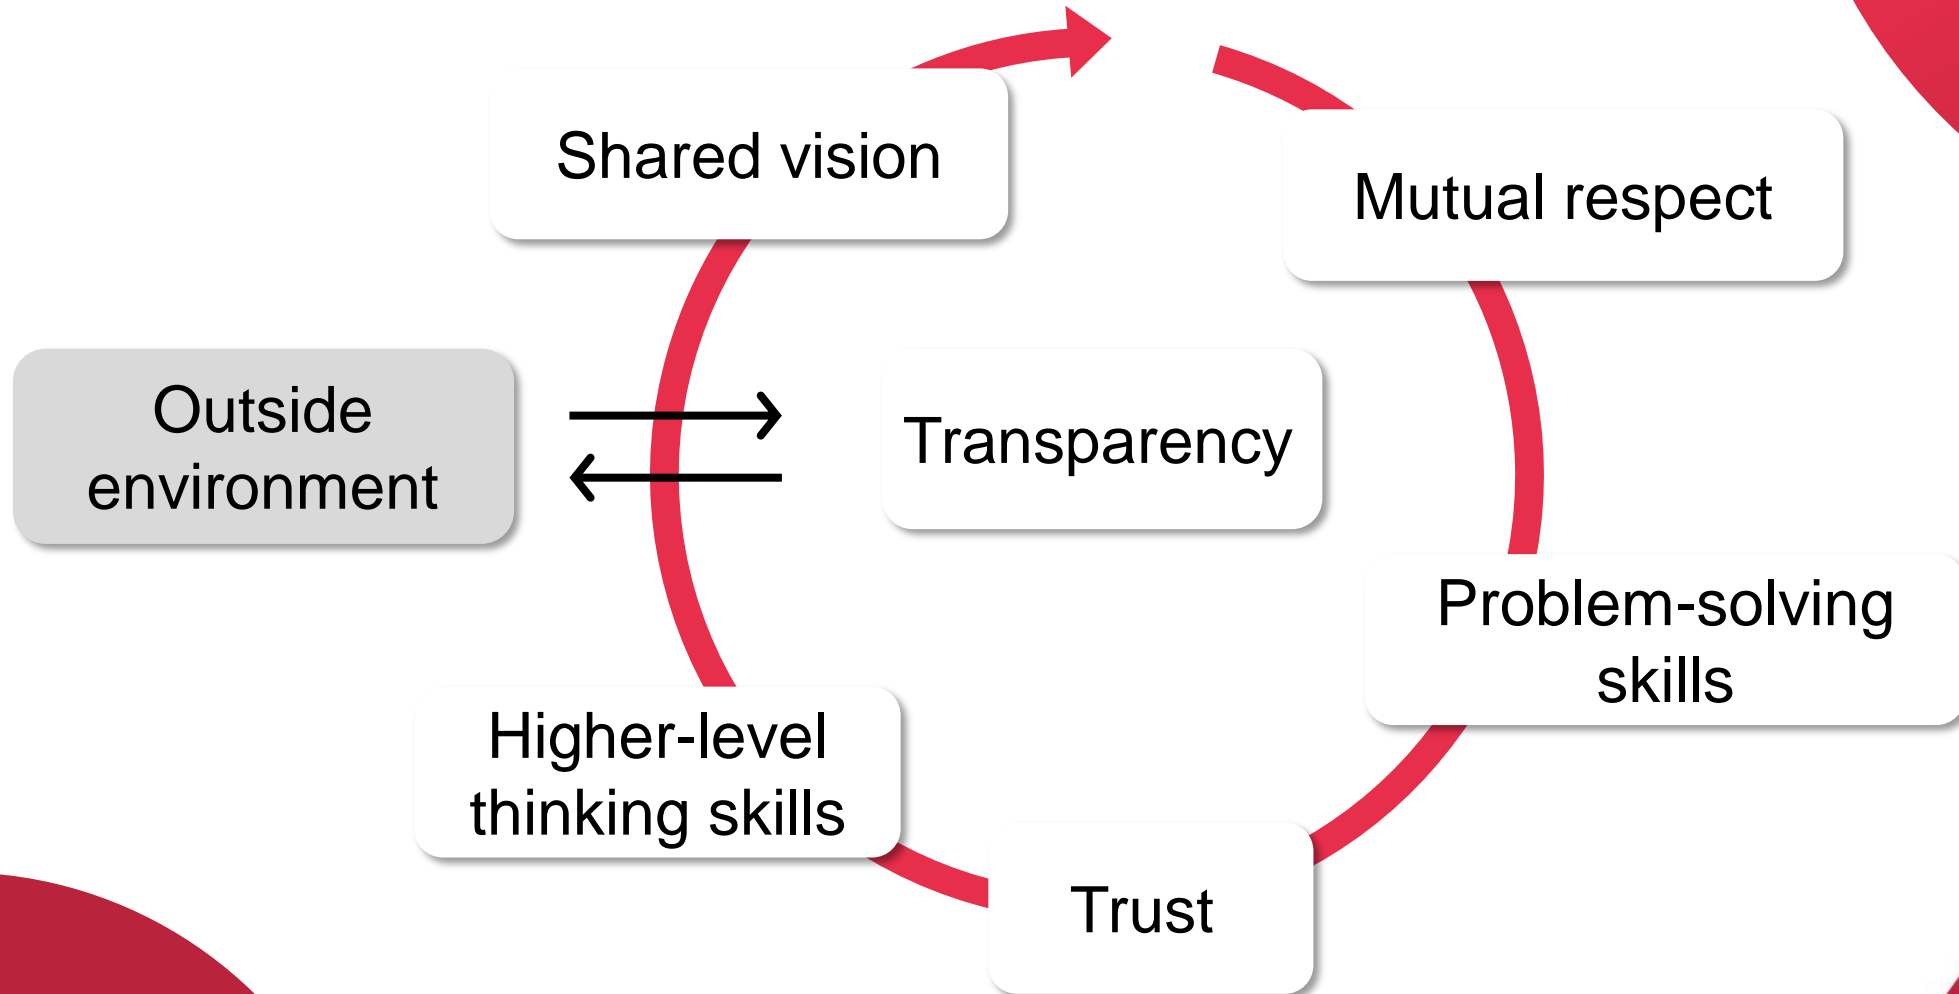 Shared vision
Mutual respect
Outside
environment
Transparency
Problem-solving
skills
Higher-level
thinking skills
Trust